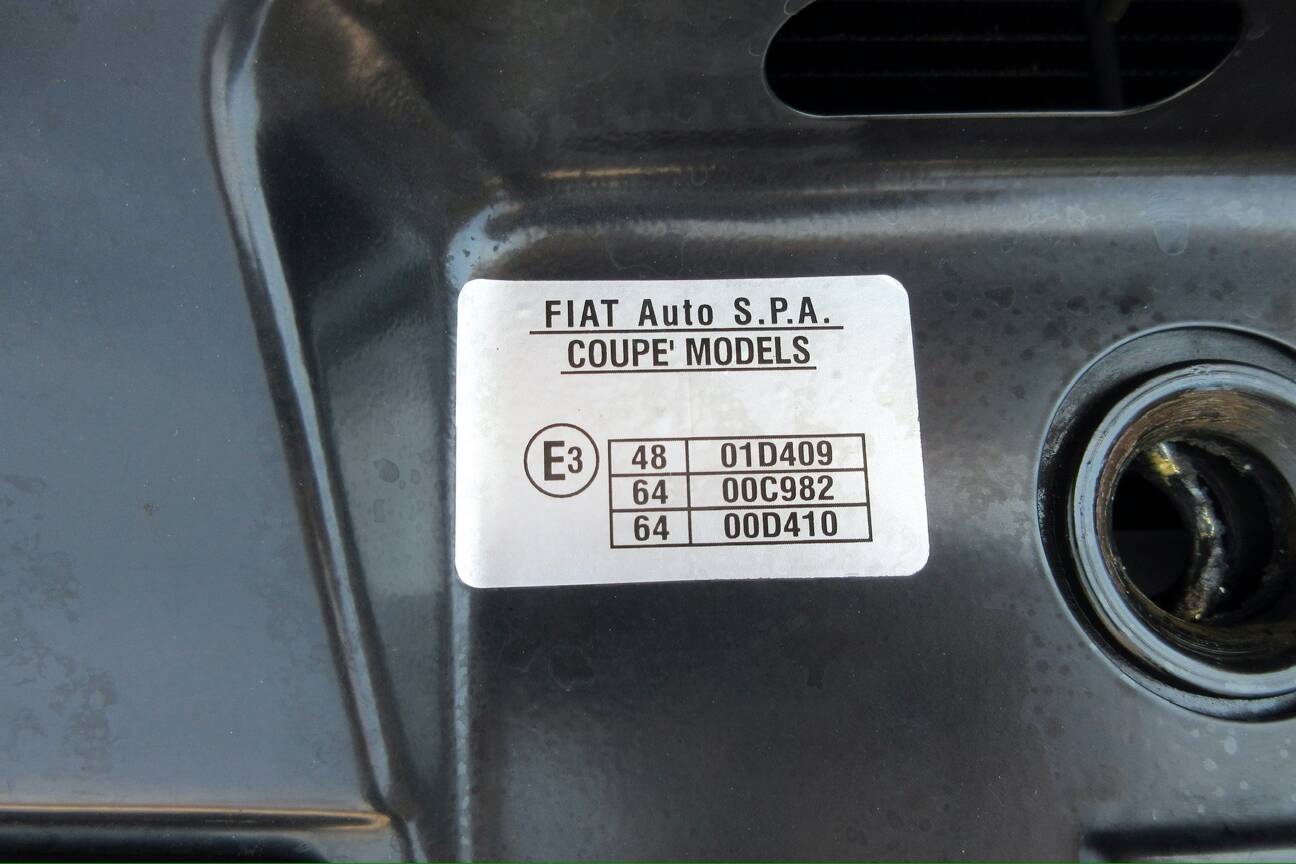 FIAT Auto S.P.A.
COUPE' MODELS
E3
48 01D409
64 00C982
64 00D410